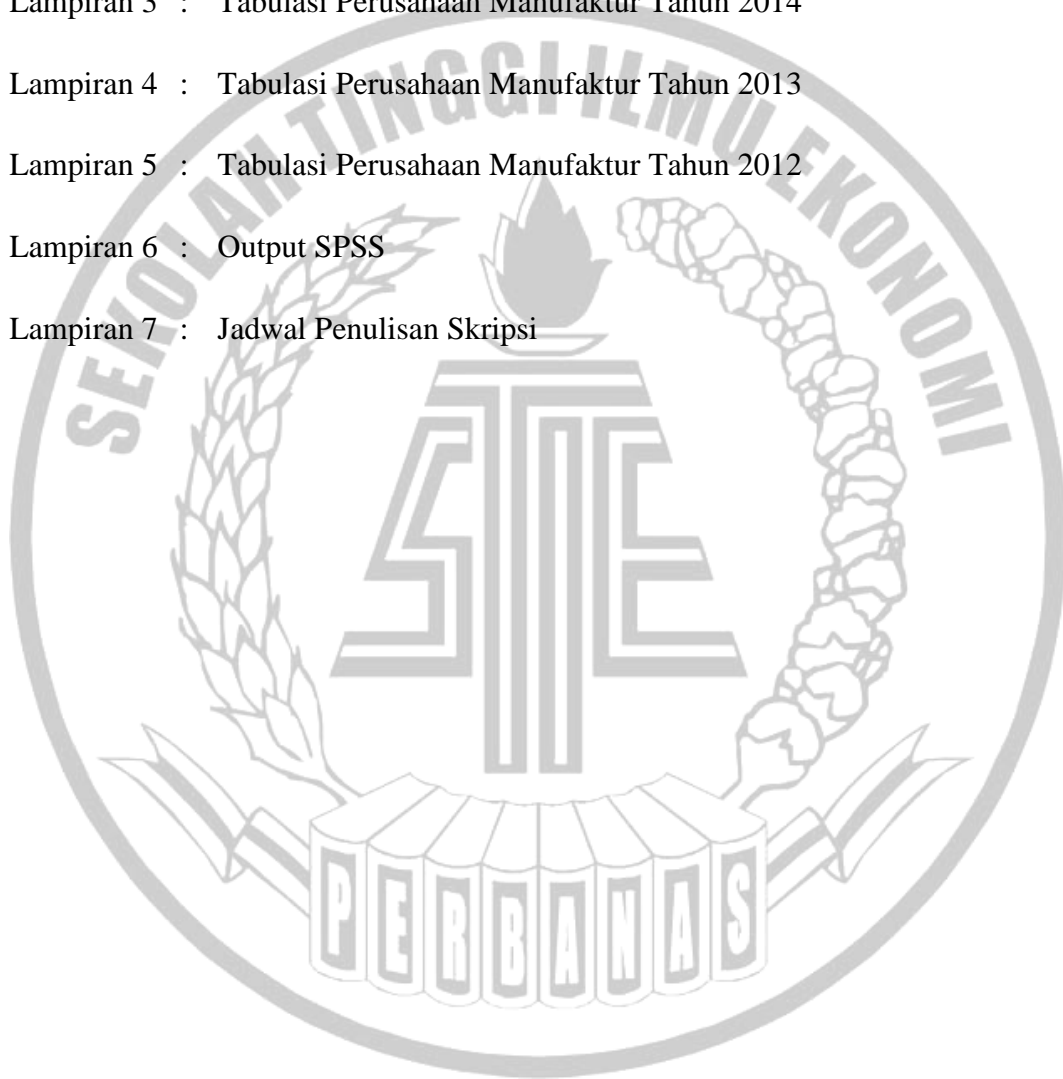 Lampiran 3 : Tabulasi Perusahaan Manufaktur Tahun 2014
Lampiran 4 : Tabulasi Perusahaan Manufaktur Tahun 2013
Lampiran 5 : Tabulasi Perusahaan Manufaktur Tahun 2012
Lampiran 6 : Output SPSS
Lampiran 7 : Jadwal Penulisan Skripsi
SEKOLAH TINGGI ILMU EKONOMI
STIE
PERBANAS